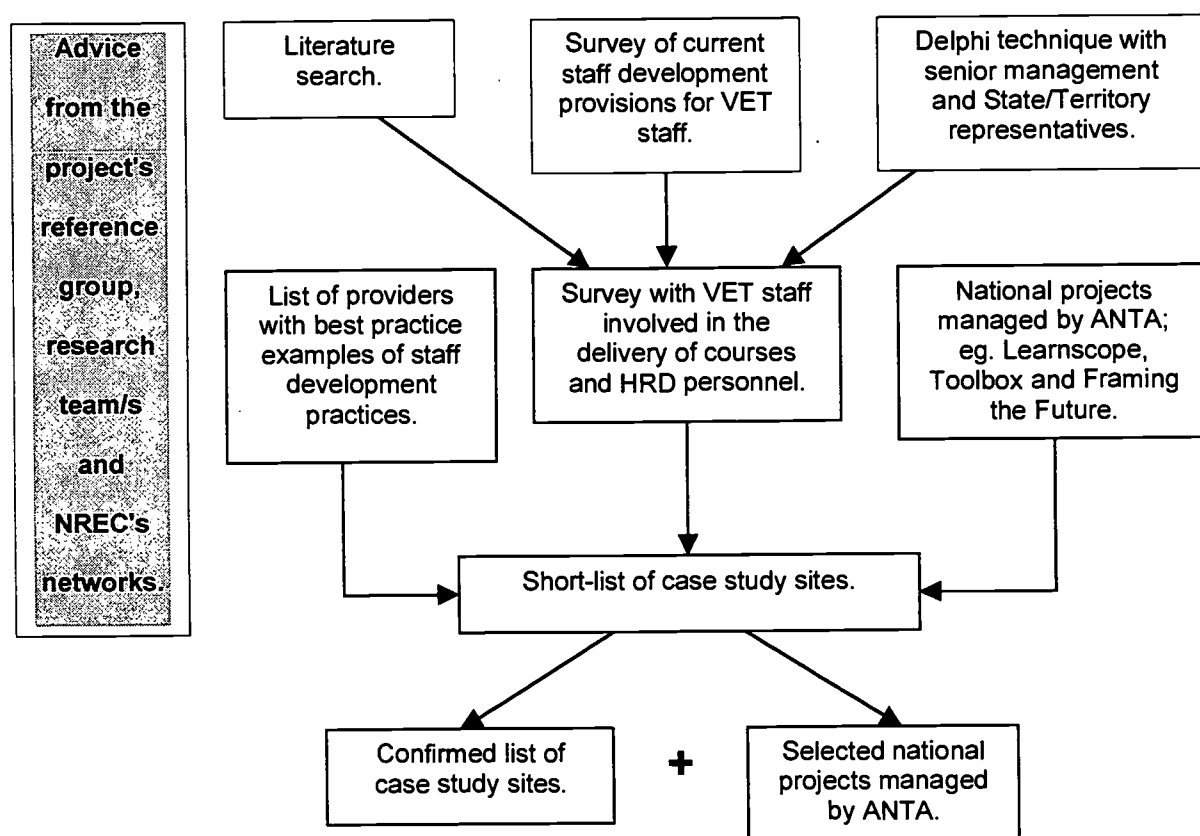 Advice
from the
project's
reference
group,
research
team/s
and
NREC's
networks.
Literature
search.
Survey of current
staff development
provisions for VET
staff.
Delphi technique with
senior management
and State/Territory
representatives.
List of providers
with best practice
examples of staff
development
practices.
Survey with VET staff
involved in the
delivery of courses
and HRD personnel.
National projects
managed by ANTA;
eg. Learnscope,
Toolbox and Framing
the Future.
Short-list of case study sites.
Confirmed list of
case study sites.
+
Selected national
projects managed
by ANTA.